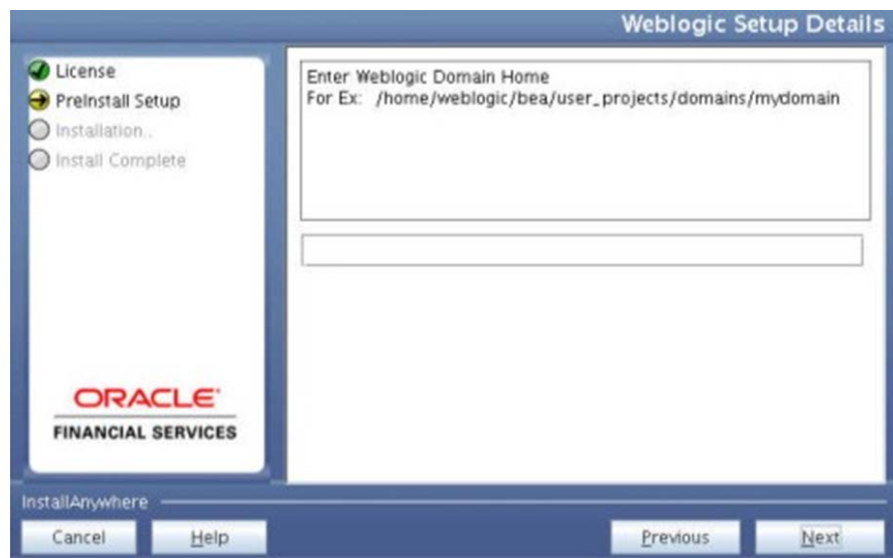 Weblogic Setup Details
License
PreInstall Setup
Installation..
Install Complete
Enter Weblogic Domain Home
For Ex: /home/weblogic/bea/user_projects/domains/mydomain
ORACLE®
FINANCIAL SERVICES
InstallAnywhere
Cancel
Help
Previous
Next